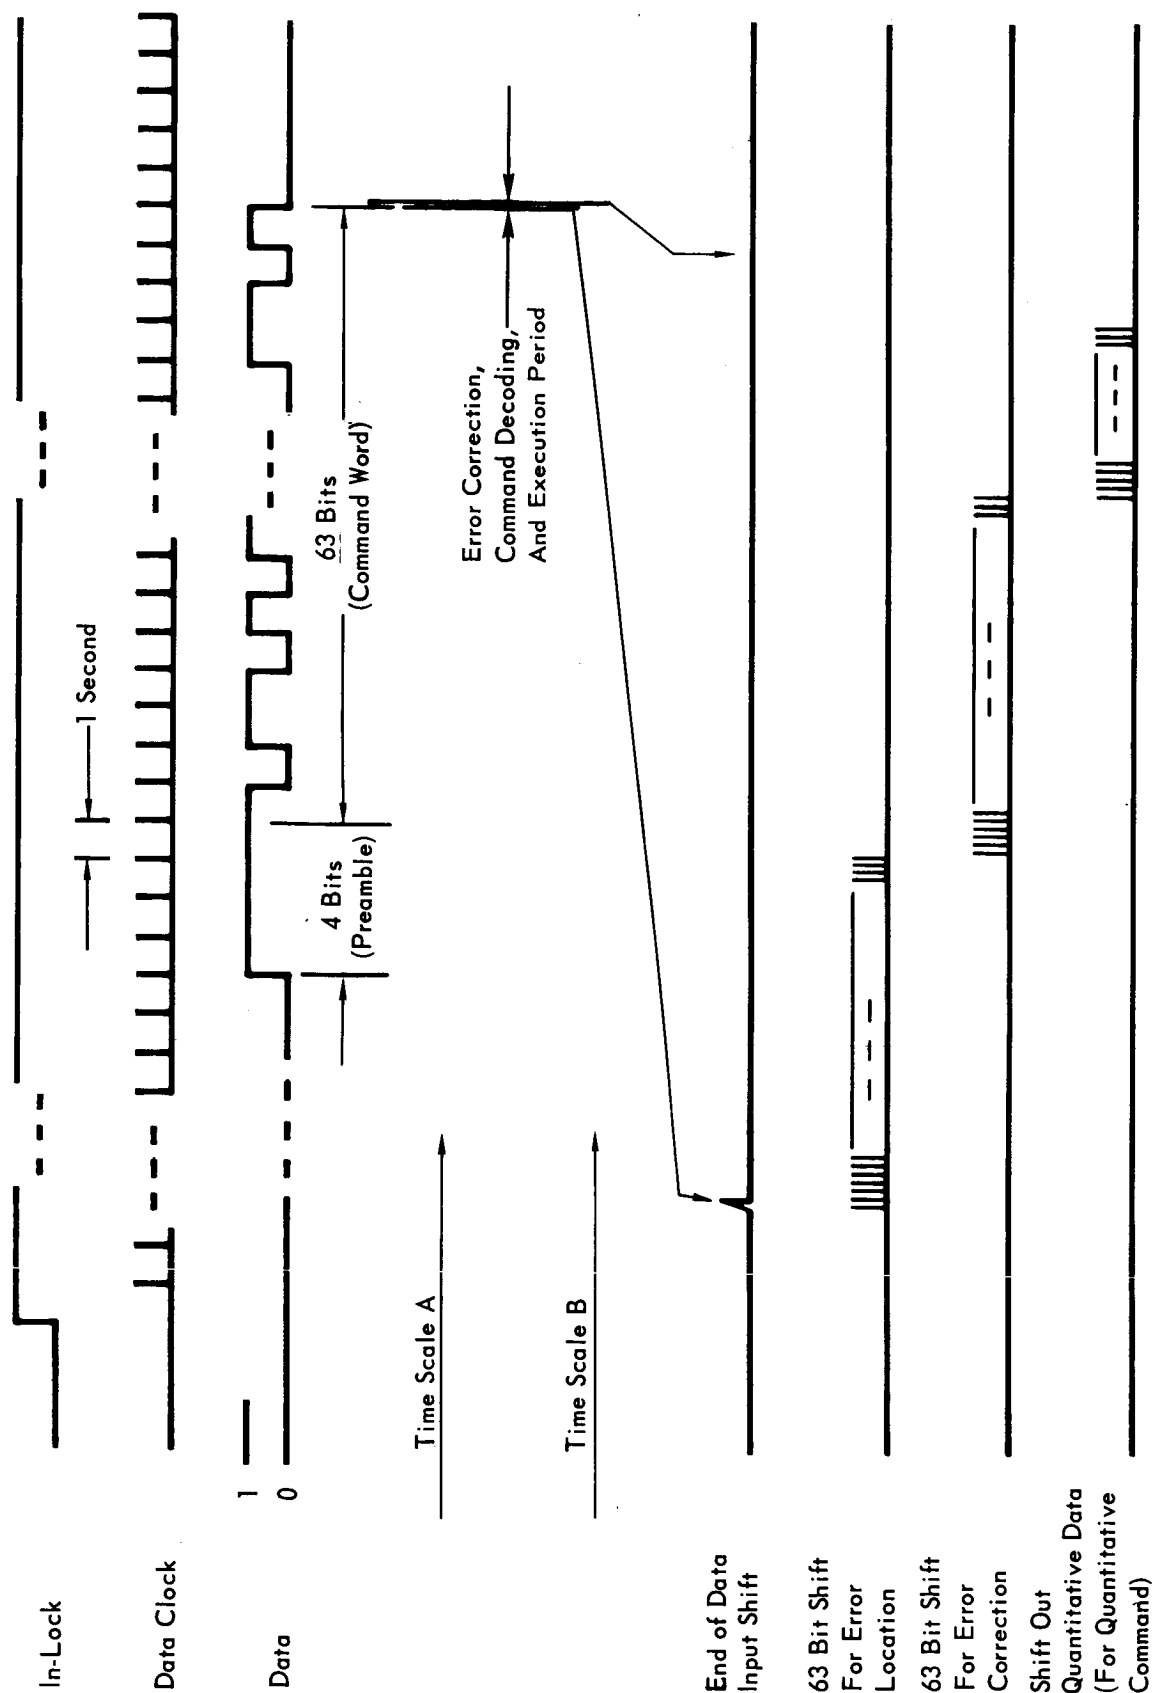 In-Lock
1 Second
Data Clock
Data
1
0
4 Bits
(Preamble)
63 Bits
(Command Word)
Time Scale A
Error Correction,
Command Decoding,
And Execution Period
Time Scale B
End of Data
Input Shift
63 Bit Shift
For Error
Location
63 Bit Shift
For Error
Correction
Shift Out
Quantitative Data
(For Quantitative
Command)